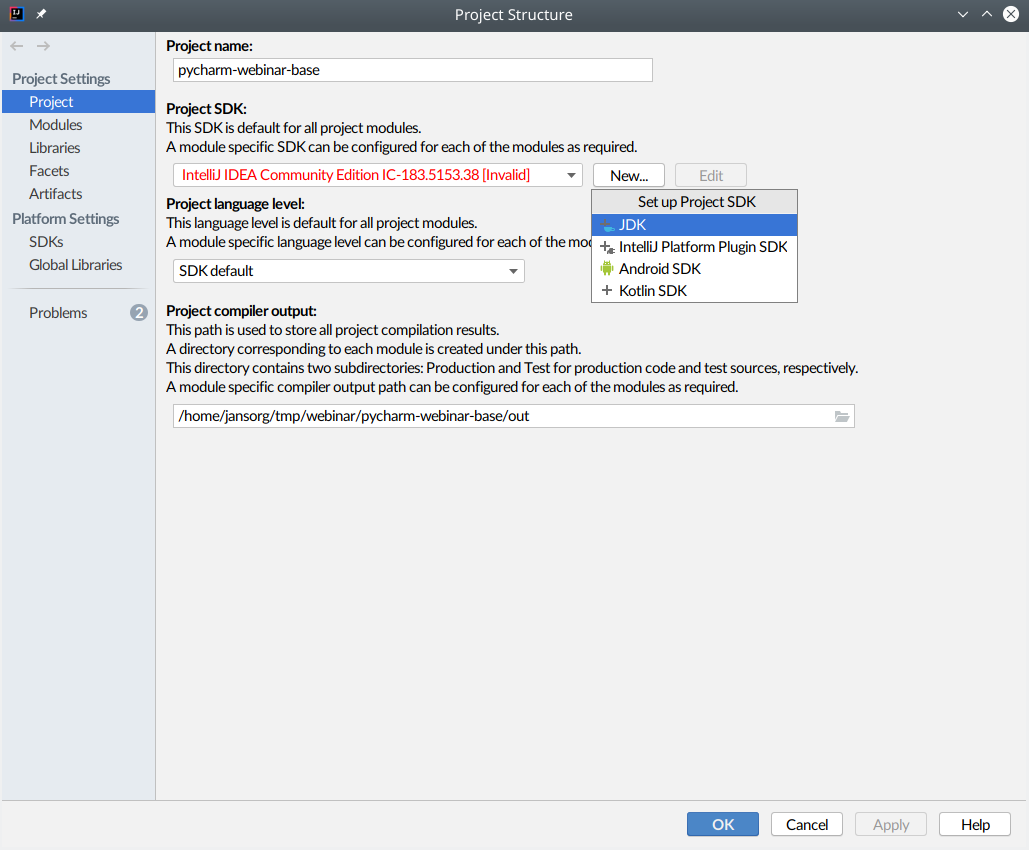 Project Structure
Project name:
pycharm-webinar-base
Project Settings
Project
Modules
Libraries
Facets
Artifacts
Platform Settings
SDKs
Global Libraries
Problems
2
Project SDK:
This SDK is default for all project modules.
A module specific SDK can be configured for each of the modules as required.
IntelliJ IDEA Community Edition IC-183.5153.38 [Invalid]
New...
Edit
Set up Project SDK
JDK
IntelliJ Platform Plugin SDK
Android SDK
Kotlin SDK
Project language level:
This language level is default for all project modules.
A module specific language level can be configured for each of the mo
SDK default
Project compiler output:
This path is used to store all project compilation results.
A directory corresponding to each module is created under this path.
This directory contains two subdirectories: Production and Test for production code and test sources, respectively.
A module specific compiler output path can be configured for each of the modules as required.
/home/jansorg/tmp/webinar/pycharm-webinar-base/out
OK
Cancel
Apply
Help